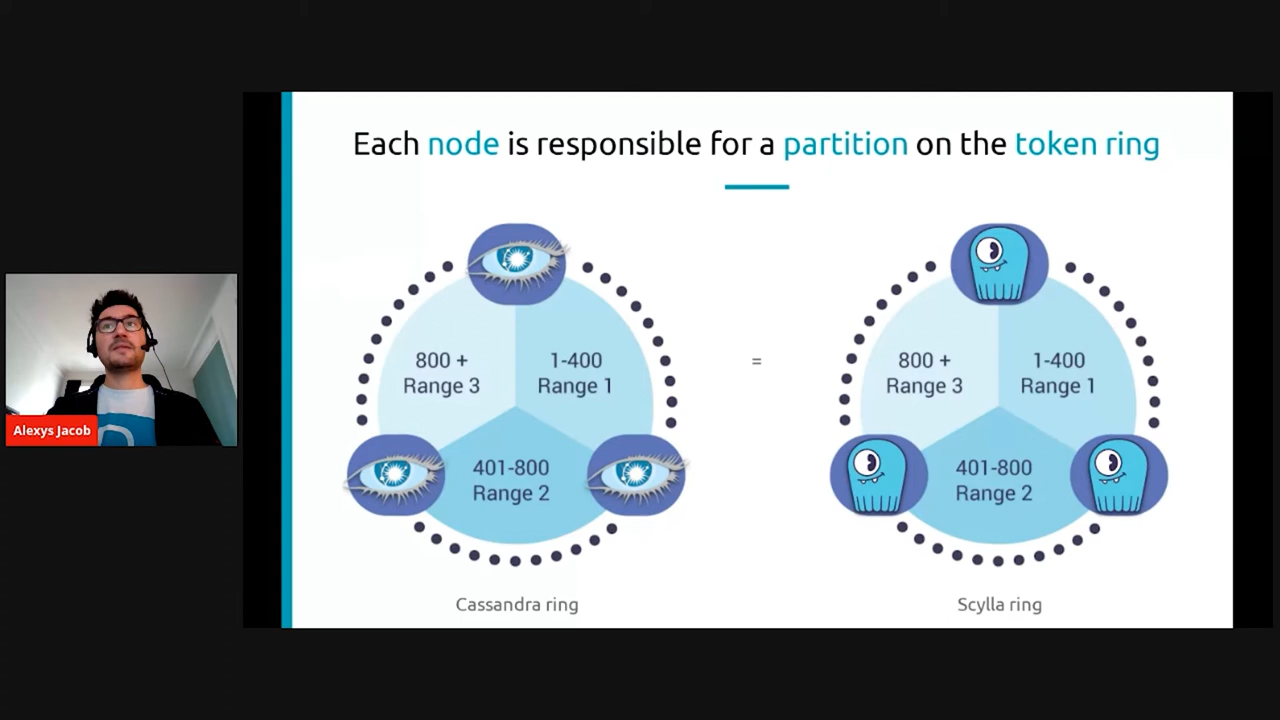 Each node is responsible for a partition on the token ring
800 +
Range 3
1-400
Range 1
401-800
Range 2
Cassandra ring
=
800 +
Range 3
1-400
Range 1
401-800
Range 2
Scylla ring
Alexys Jacob